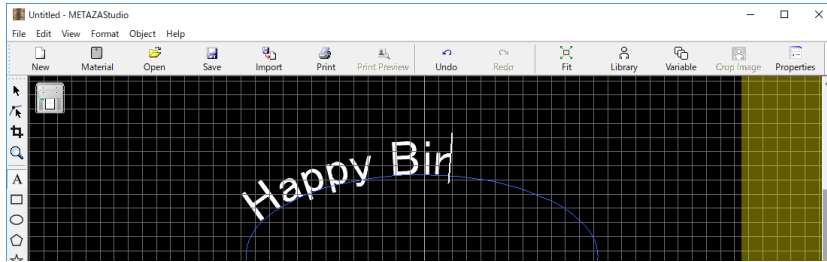 Untitled - METAZAStudio
File Edit View Format Object Help
New Material Open Save Import Print Print Preview Undo Redo Fit Library Variable Crop Image Properties
A
Happy Bir